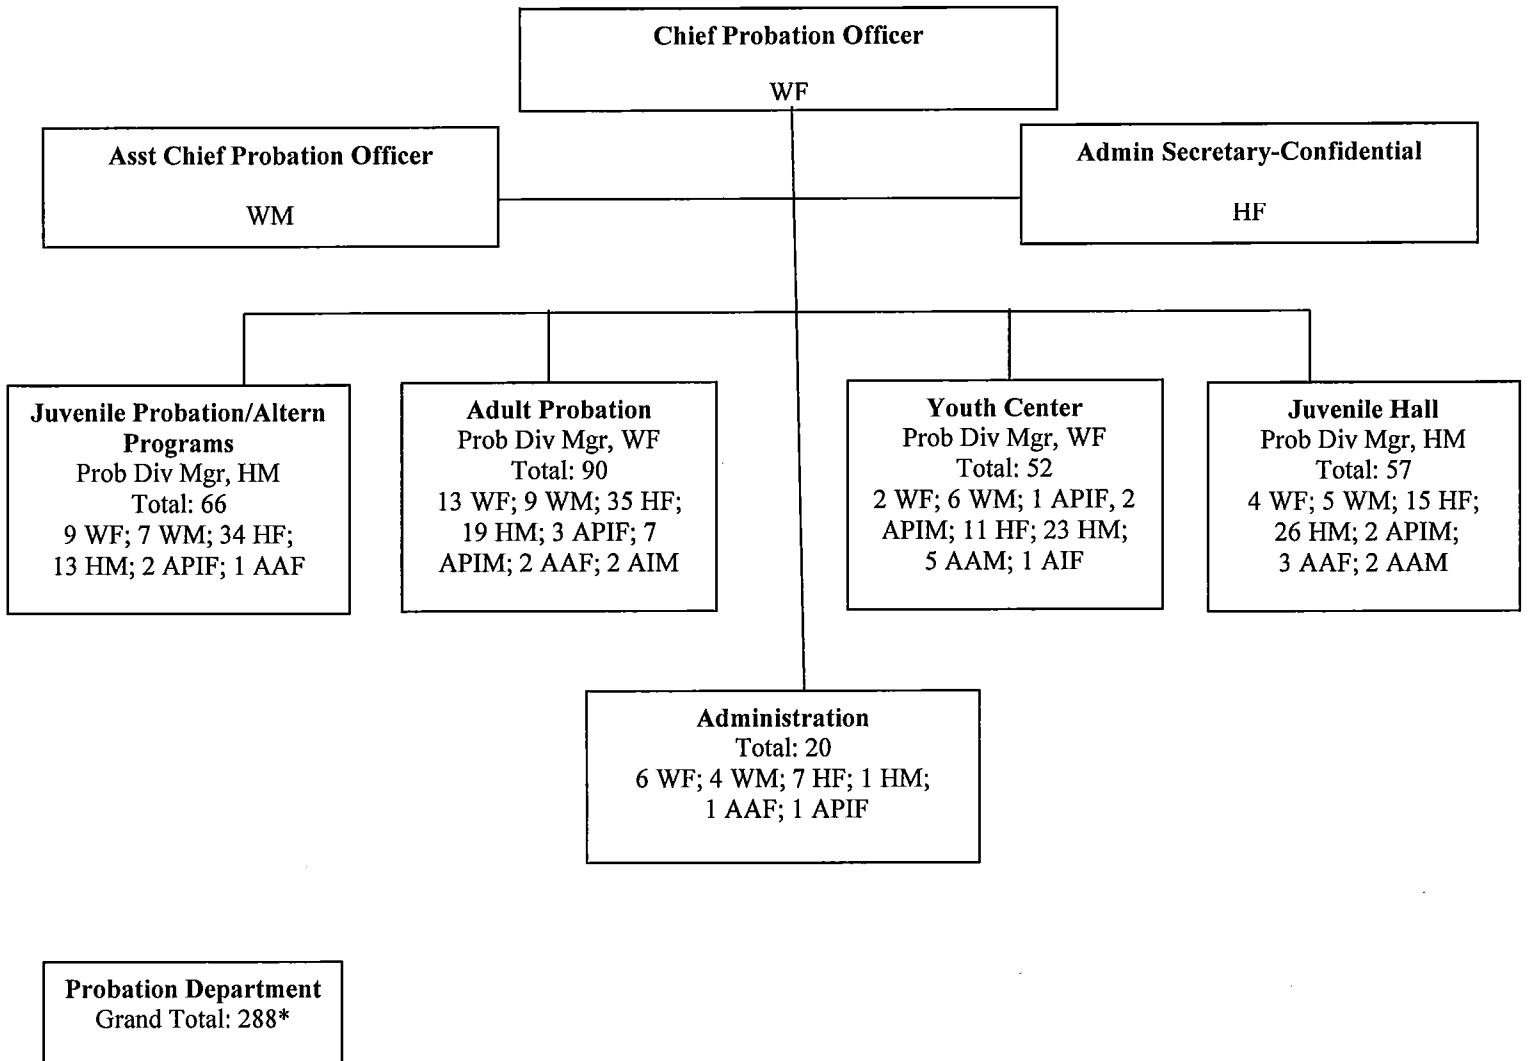 Chief Probation Officer
WF
Asst Chief Probation Officer
WM
Admin Secretary-Confidential
HF
Juvenile Probation/Altern
Programs
Prob Div Mgr, HM
Total: 66
9 WF; 7 WM; 34 HF;
13 HM; 2 APIF; 1 AAF
Adult Probation
Prob Div Mgr, WF
Total: 90
13 WF; 9 WM; 35 HF;
19 HM; 3 APIF; 7
APIM; 2 AAF; 2 AIM
Youth Center
Prob Div Mgr, WF
Total: 52
2 WF; 6 WM; 1 APIF, 2
APIM; 11 HF; 23 HM;
5 AAM; 1 AIF
Juvenile Hall
Prob Div Mgr, HM
Total: 57
4 WF; 5 WM; 15 HF;
26 HM; 2 APIM;
3 AAF; 2 AAM
Administration
Total: 20
6 WF; 4 WM; 7 HF; 1 HM;
1 AAF; 1 APIF
Probation Department
Grand Total: 288*